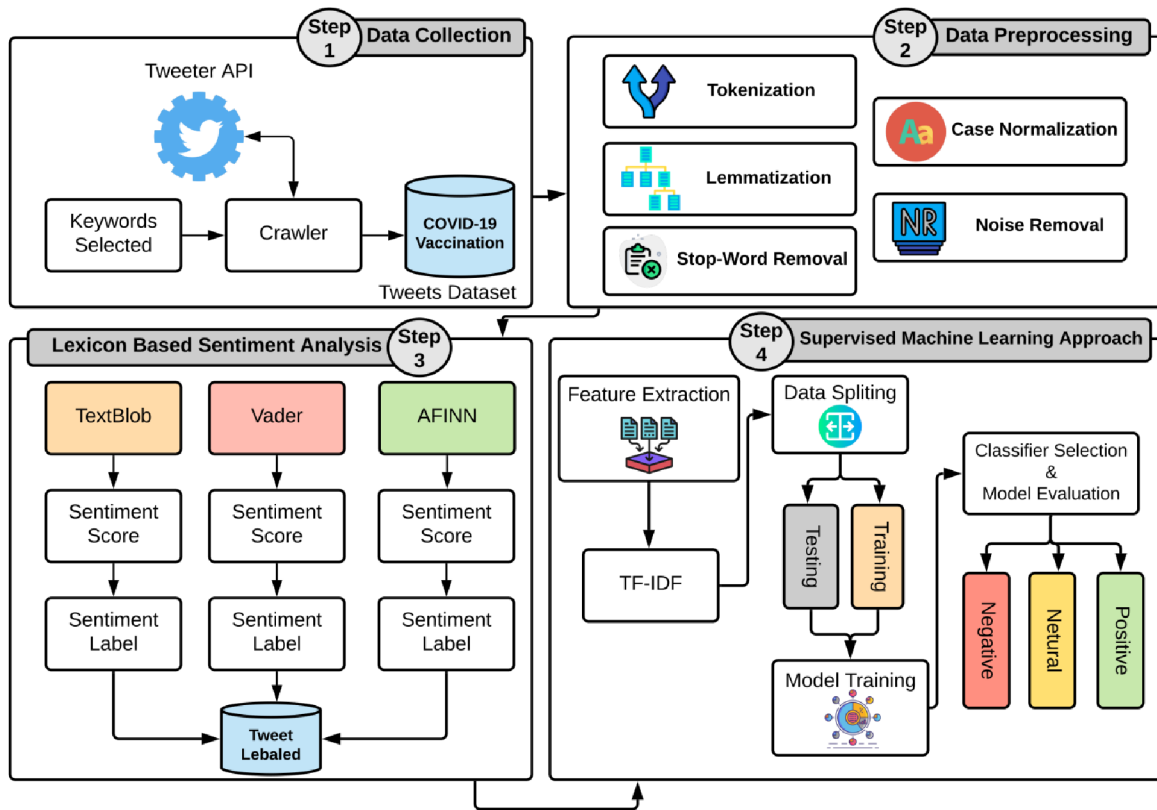 Step
1
Data Collection
Tweeter API
Keywords
Selected
Crawler
COVID-19
Vaccination
Tweets Dataset
Step
2
Data Preprocessing
Tokenization
Lemmatization
Stop-Word Removal
Aa
Case Normalization
NR
Noise Removal
Lexicon Based Sentiment Analysis
Step
3
TextBlob
Vader
AFINN
Sentiment
Score
Sentiment
Score
Sentiment
Score
Sentiment
Label
Sentiment
Label
Sentiment
Label
Tweet
Lebaled
Step
4
Supervised Machine Learning Approach
Feature Extraction
TF-IDF
Data Spliting
Testing
Training
Model Training
Classifier Selection
&
Model Evaluation
Negative
Netural
Positive